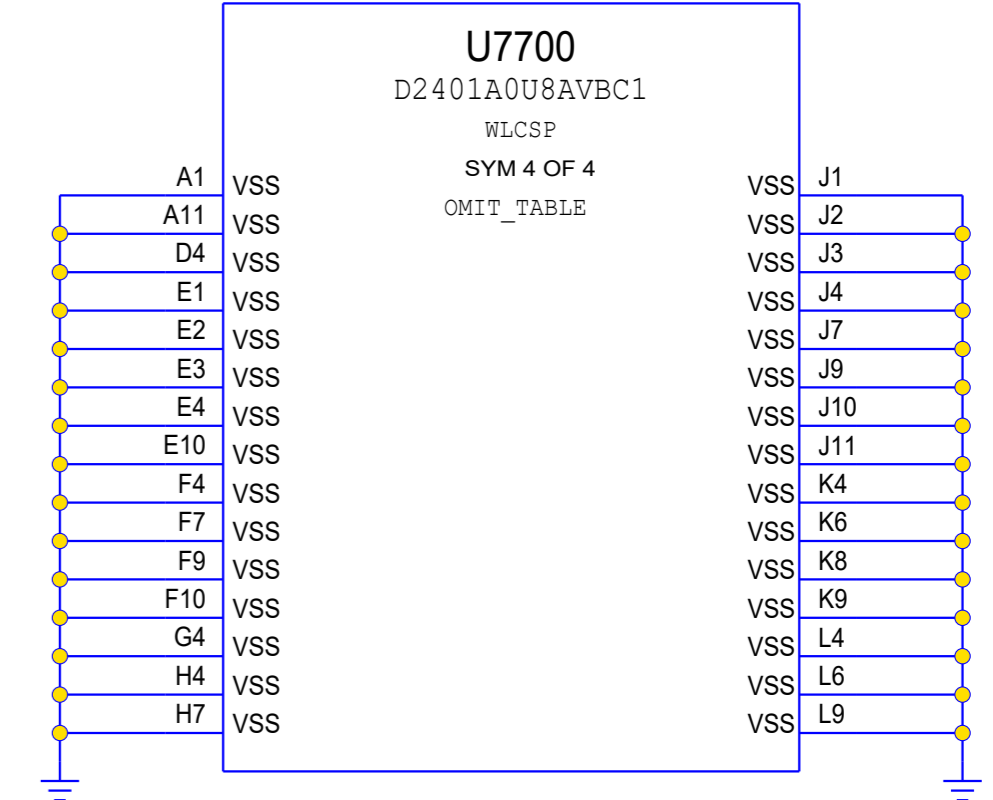 U7700
D2401A0U8AVBC1
WLCSP
SYM 4 OF 4
OMIT_TABLE
A1 VSS VSS J1
A11 VSS VSS J2
D4 VSS VSS J3
E1 VSS VSS J4
E2 VSS VSS J7
E3 VSS VSS J9
E4 VSS VSS J10
E10 VSS VSS J11
F4 VSS VSS K4
F7 VSS VSS K6
F9 VSS VSS K8
F10 VSS VSS K9
G4 VSS VSS L4
H4 VSS VSS L6
H7 VSS VSS L9